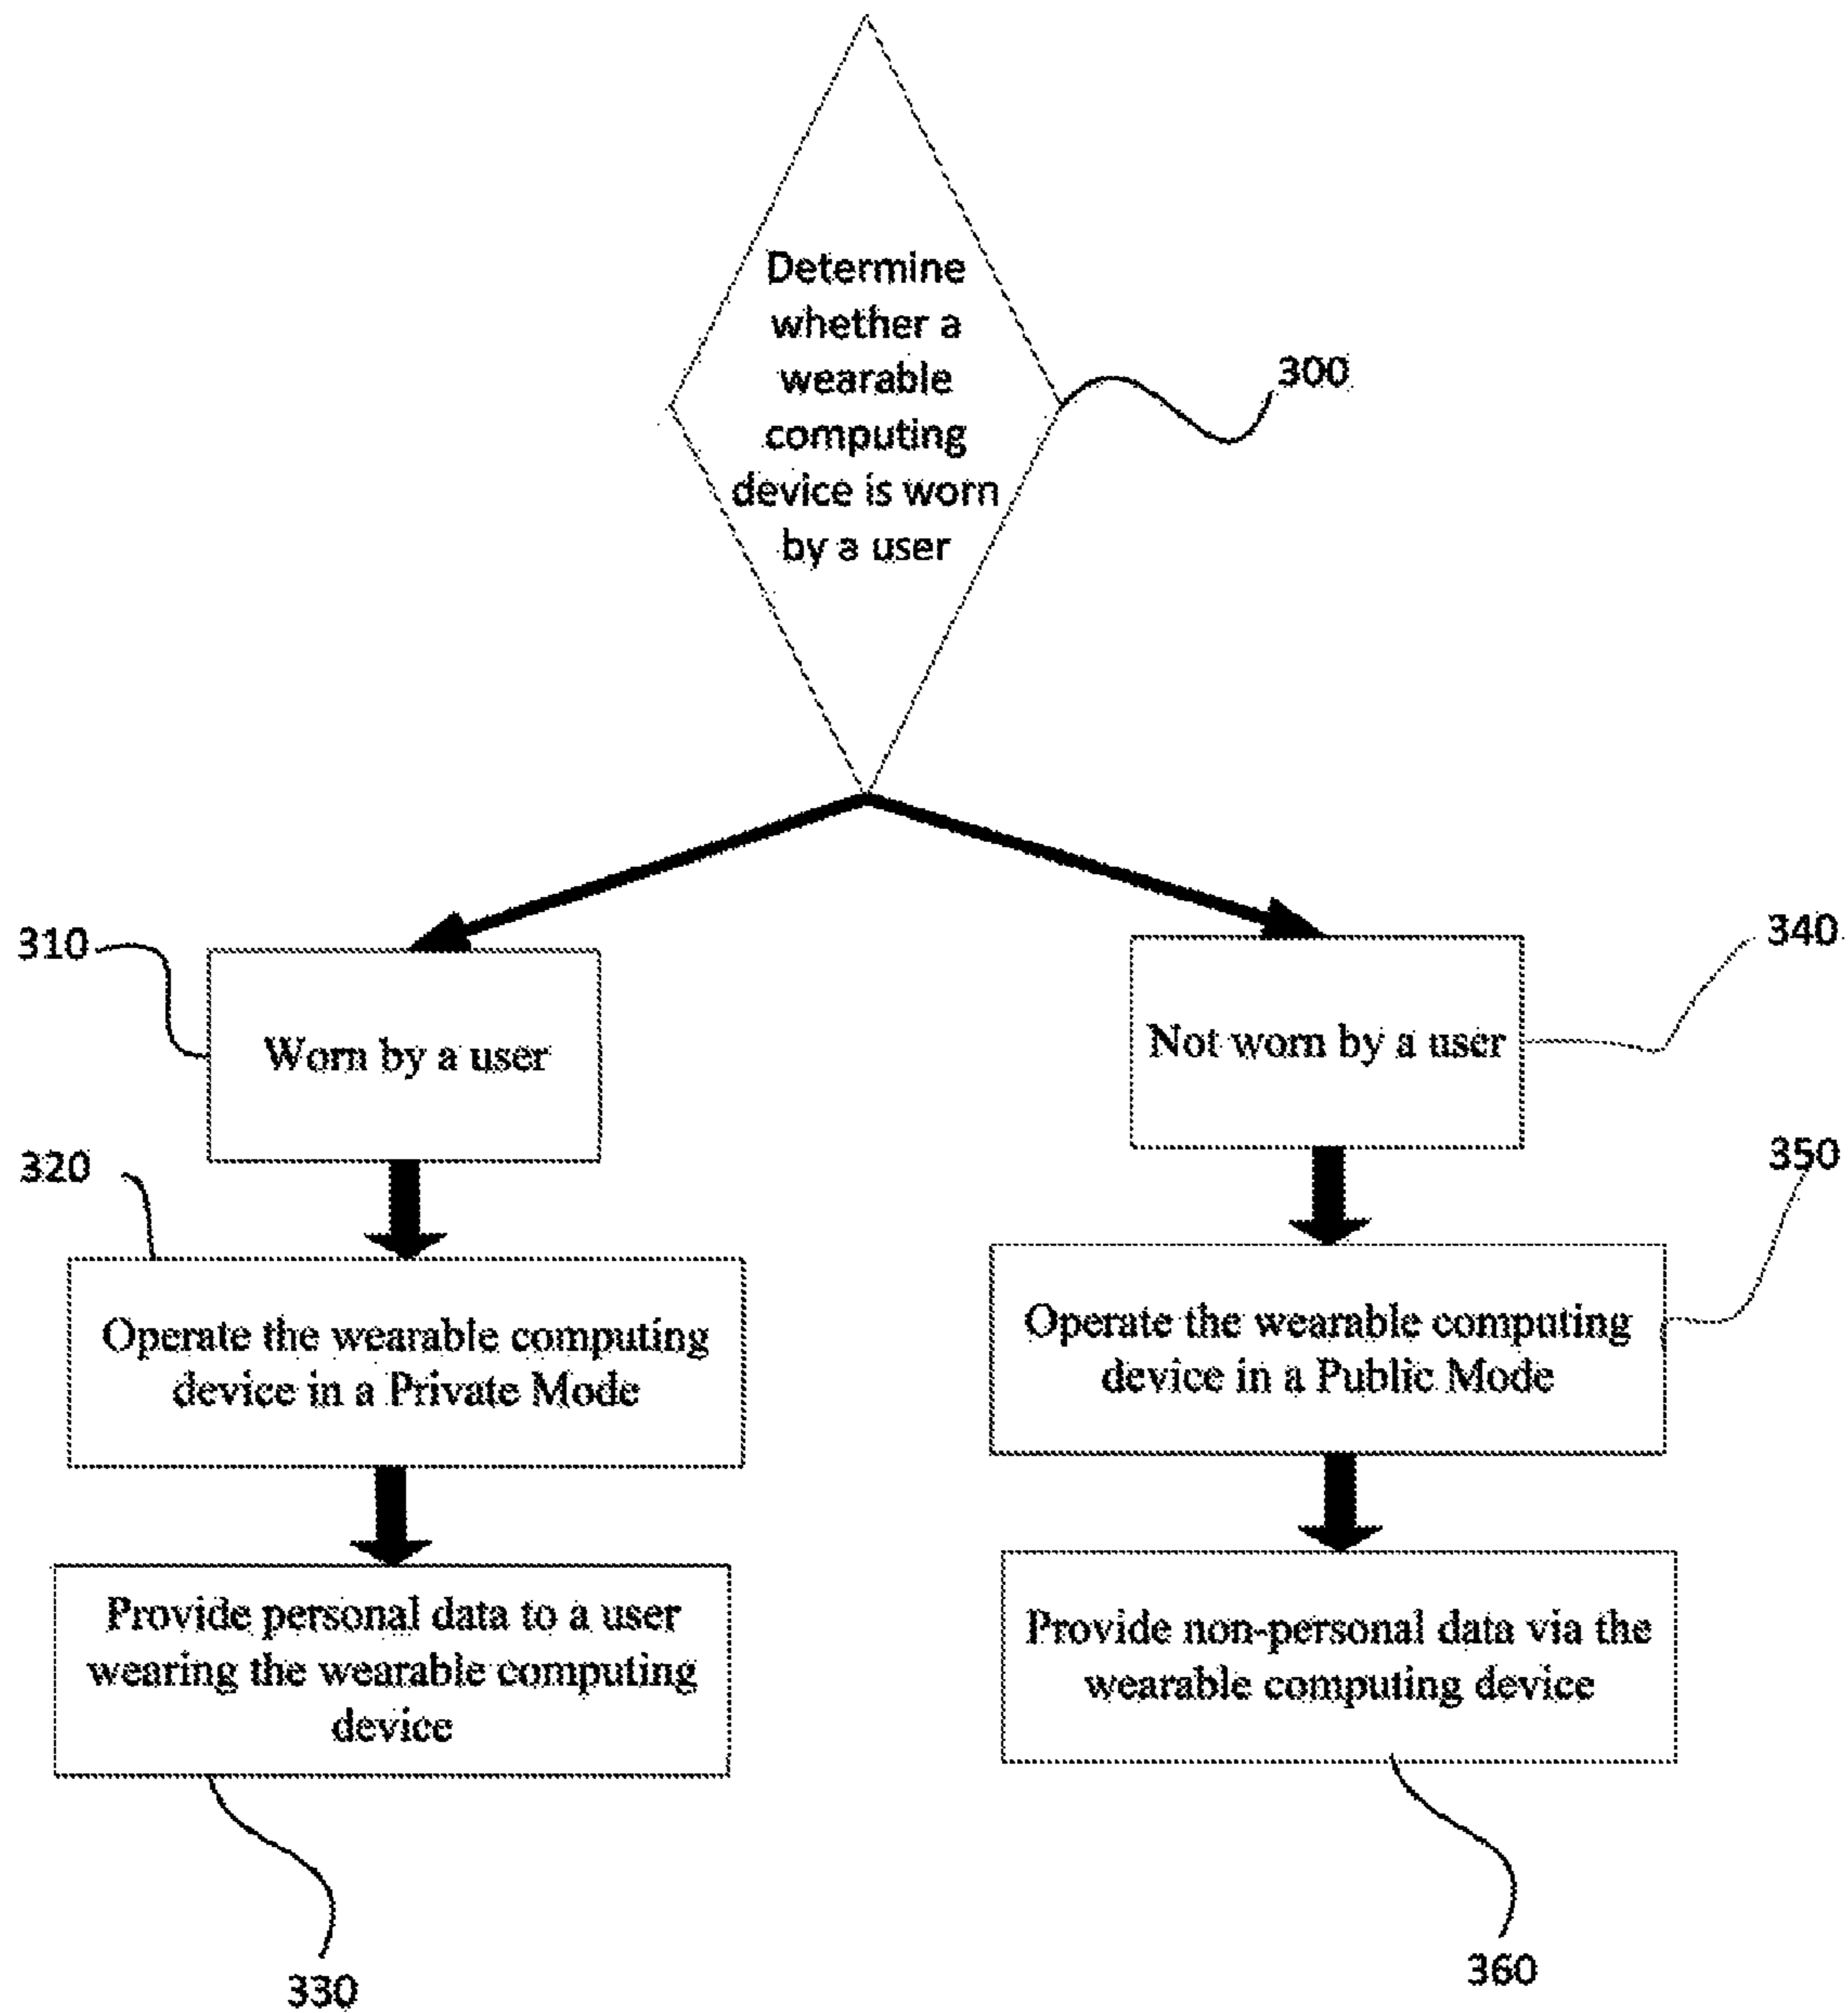 Determine
whether a
wearable
computing
device is worn
by a user
300
310
Worn by a user
340
Not worn by a user
320
Operate the wearable computing
device in a Private Mode
350
Operate the wearable computing
device in a Public Mode
Provide personal data to a user
wearing the wearable computing
device
330
Provide non-personal data via the
wearable computing device
360